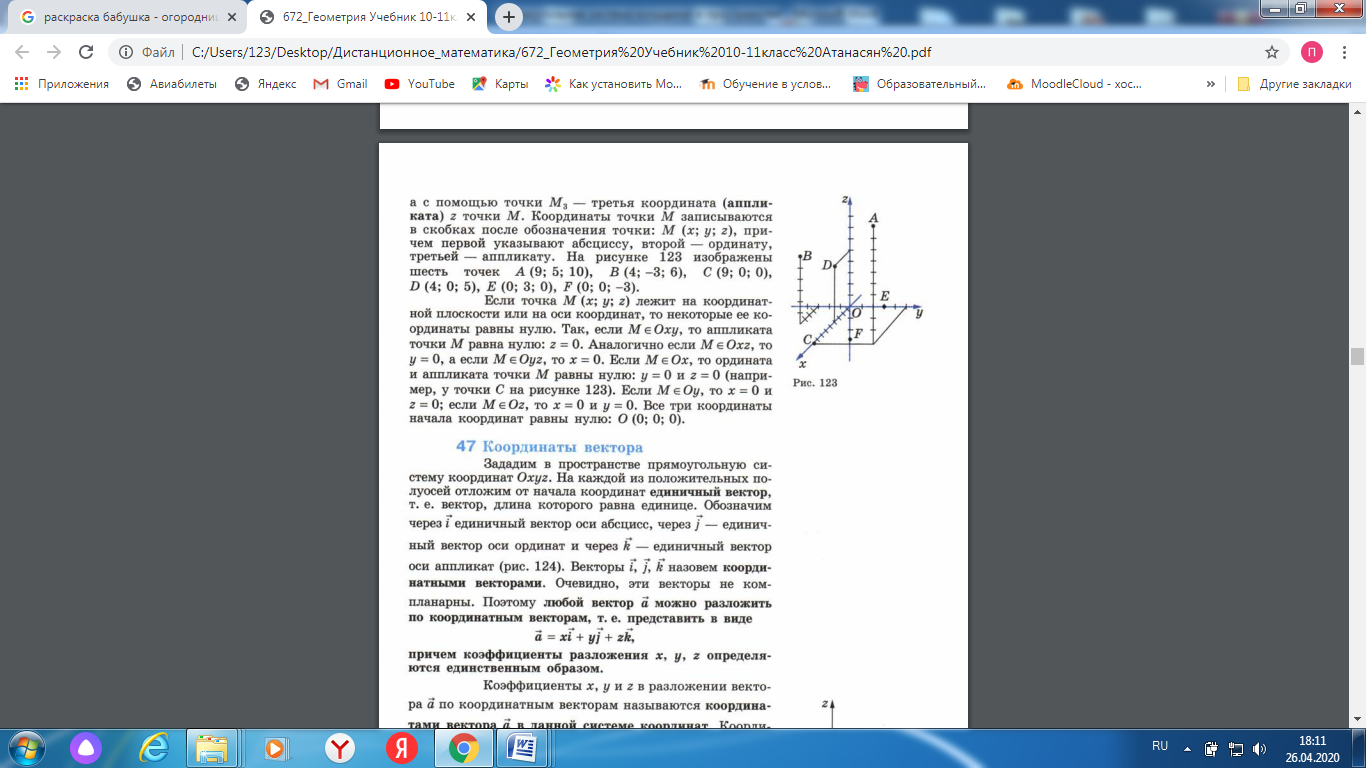 раскраска бабушка - огородни
672_Геометрия Учебник 10-11кл
Файл
C:/Users/123/Desktop/Дистанционное_математика/672_Геометрия%20Учебник%2010-11класс%20Атанасян%20.pdf
П
Приложения
Авиабилеты
Яндекс
Gmail
YouTube
Карты
Как установить Mo...
Обучение в услов...
Образовательный...
MoodleCloud - хос...
»
Другие закладки
а с помощью точки M₃ — третья координата (аппли-
ката) z точки M. Координаты точки M записываются
в скобках после обозначения точки: M (x; y; z), при-
чем первой указывают абсциссу, второй — ординату,
третьей — аппликату. На рисунке 123 изображены
шесть точек A (9; 5; 10), B (4; –3; 6), C (9; 0; 0),
D (4; 0; 5), E (0; 3; 0), F (0; 0; –3).
Если точка M (x; y; z) лежит на координат-
ной плоскости или на оси координат, то некоторые ее ко-
ординаты равны нулю. Так, если M∈Oxy, то аппликата
точки M равна нулю: z = 0. Аналогично если M∈Oxz, то
y = 0, а если M∈Oyz, то x = 0. Если M∈Ox, то ордината
и аппликата точки M равны нулю: y = 0 и z = 0 (напри-
мер, у точки C на рисунке 123). Если M∈Oy, то x = 0 и
z = 0; если M∈Oz, то x = 0 и y = 0. Все три координаты
начала координат равны нулю: O (0; 0; 0).
z
A
B
D
E
O
y
C
F
x
Рис. 123
47 Координаты вектора
Зададим в пространстве прямоугольную си-
стему координат Oxyz. На каждой из положительных по-
луосей отложим от начала координат единичный вектор,
т. е. вектор, длина которого равна единице. Обозначим
через i⃗ единичный вектор оси абсцисс, через j⃗ — единич-
ный вектор оси ординат и через k⃗ — единичный вектор
оси аппликат (рис. 124). Векторы i⃗, j⃗, k⃗ назовем коорди-
натными векторами. Очевидно, эти векторы не ком-
планарны. Поэтому любой вектор a⃗ можно разложить
по координатным векторам, т. е. представить в виде
a⃗ = xi⃗ + yj⃗ + zk⃗,
причем коэффициенты разложения x, y, z определя-
ются единственным образом.
Коэффициенты x, y и z в разложении векто-
ра a⃗ по координатным векторам называются координа-
тами вектора a⃗ в данной системе координат. Коорди-
z
RU
18:11
26.04.2020